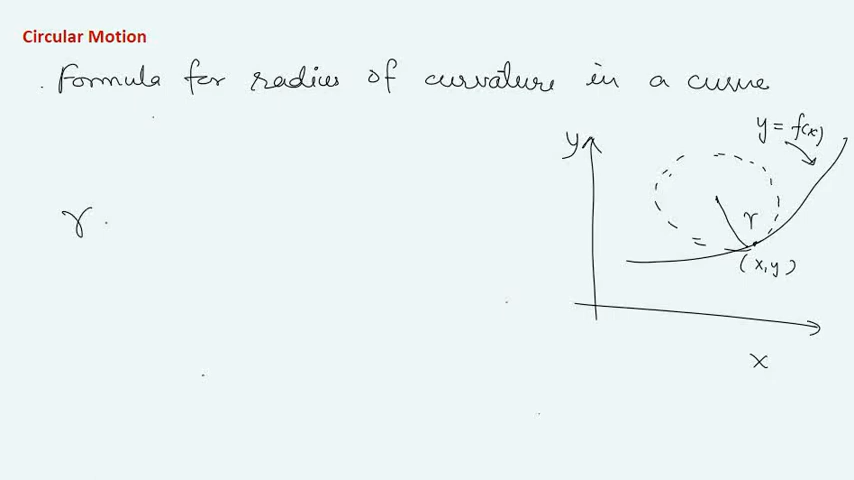 Circular Motion
Formula for radius of curvature in a curve
y = f(x)
y
r
r
(x,y)
x